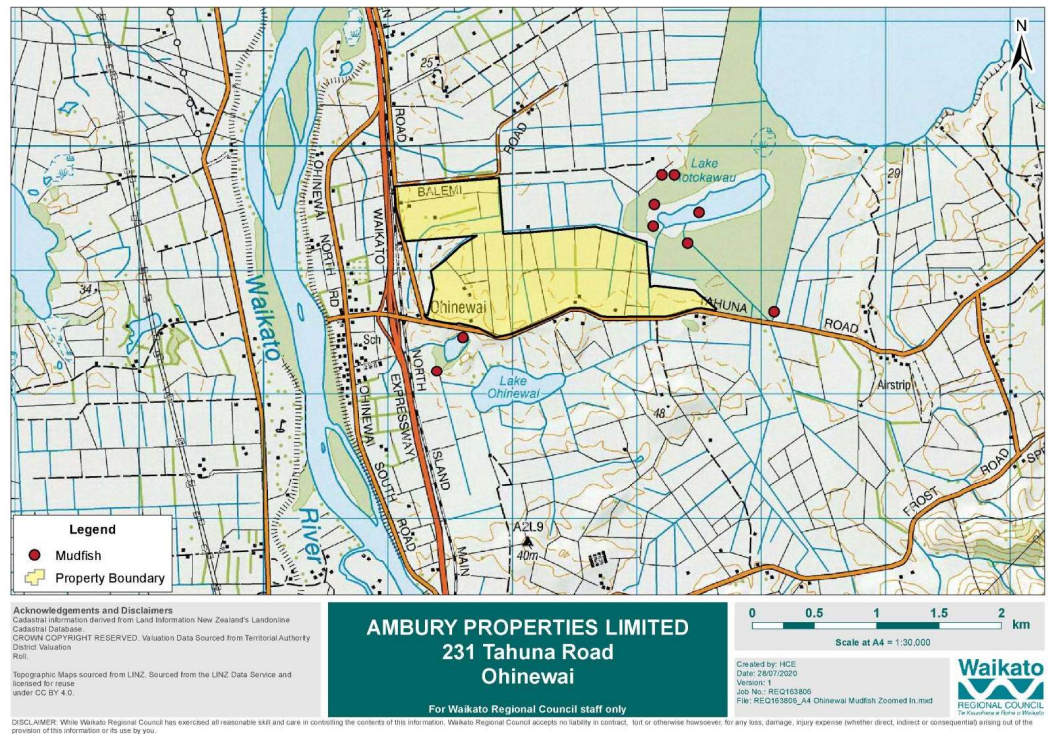 N
25
ROAD
ROAD
BALEMI
Lake
Rotokawau
29
OHINEWAI
NORTH
RD
WAIKATO
34
Waikato
River
Ohinewai
TAHUNA
ROAD
Sch
NORTH
EXPRESSWAY
ISLAND
MAIN
Lake
Ohinewai
Airstrip
48
OHINEWAI
SOUTH
ROAD
FROST
ROAD
A2L9
40m
40
Legend
Mudfish
Property Boundary
Acknowledgements and Disclaimers
Cadastral information derived from Land Information New Zealand's Landonline
Cadastral Database.
CROWN COPYRIGHT RESERVED. Valuation Data Sourced from Territorial Authority
District Valuation
Roll.
Topographic Maps sourced from LINZ. Sourced from the LINZ Data Service and
licensed for reuse
under CC BY 4.0.
AMBURY PROPERTIES LIMITED
231 Tahuna Road
Ohinewai
For Waikato Regional Council staff only
0 0.5 1 1.5 2
km
Scale at A4 = 1:30,000
Created by: HCE
Date: 28/07/2020
Version: 1
Job No.: REQ163806
File: REQ163806_A4 Ohinewai Mudfish Zoomed In.mxd
Waikato
REGIONAL COUNCIL
Te Kaunihera ā Rohe o Waikato
DISCLAIMER: While Waikato Regional Council has exercised all reasonable skill and care in controlling the contents of this information, Waikato Regional Council accepts no liability in contract, tort or otherwise howsoever, for any loss, damage, injury expense (whether direct, indirect or consequential) arising out of the
provision of this information or its use by you.